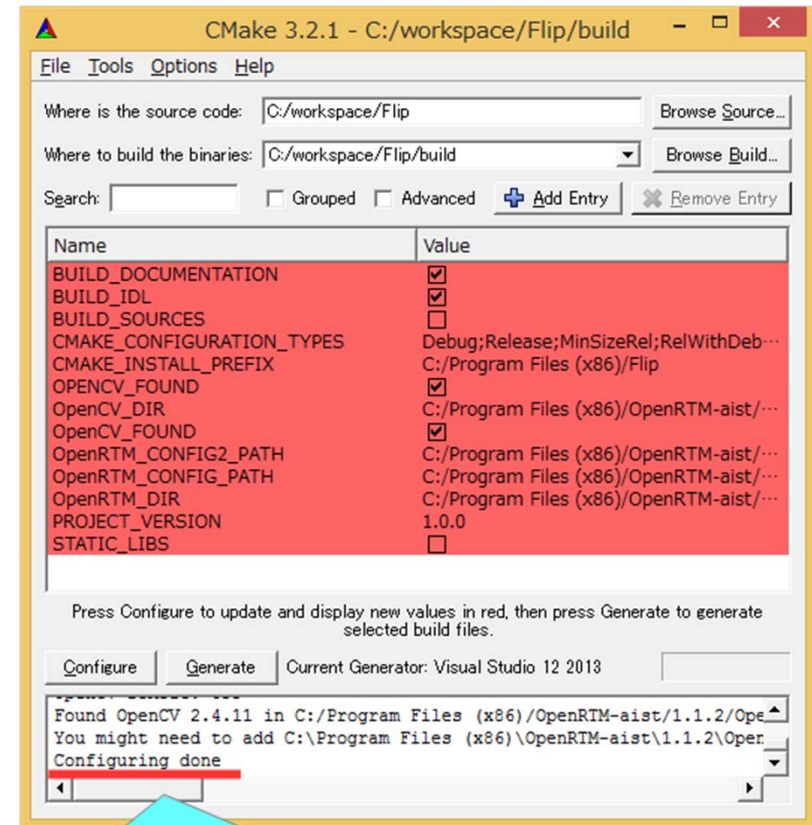 CMake 3.2.1 - C:/workspace/Flip/build
File Tools Options Help
Where is the source code: C:/workspace/Flip Browse Source...
Where to build the binaries: C:/workspace/Flip/build Browse Build...
Search: Grouped Advanced Add Entry Remove Entry
Name Value
BUILD_DOCUMENTATION
BUILD_IDL
BUILD_SOURCES
CMAKE_CONFIGURATION_TYPES Debug;Release;MinSizeRel;RelWithDeb...
CMAKE_INSTALL_PREFIX C:/Program Files (x86)/Flip
OPENCV_FOUND
OpenCV_DIR C:/Program Files (x86)/OpenRTM-aist/...
OpenCV_FOUND
OpenRTM_CONFIG2_PATH C:/Program Files (x86)/OpenRTM-aist/...
OpenRTM_CONFIG_PATH C:/Program Files (x86)/OpenRTM-aist/...
OpenRTM_DIR C:/Program Files (x86)/OpenRTM-aist/...
PROJECT_VERSION 1.0.0
STATIC_LIBS
Press Configure to update and display new values in red, then press Generate to generate
selected build files.
Configure Generate Current Generator: Visual Studio 12 2013
Found OpenCV 2.4.11 in C:/Program Files (x86)/OpenRTM-aist/1.1.2/Ope
You might need to add C:\Program Files (x86)\OpenRTM-aist\1.1.2\Open
Configuring done